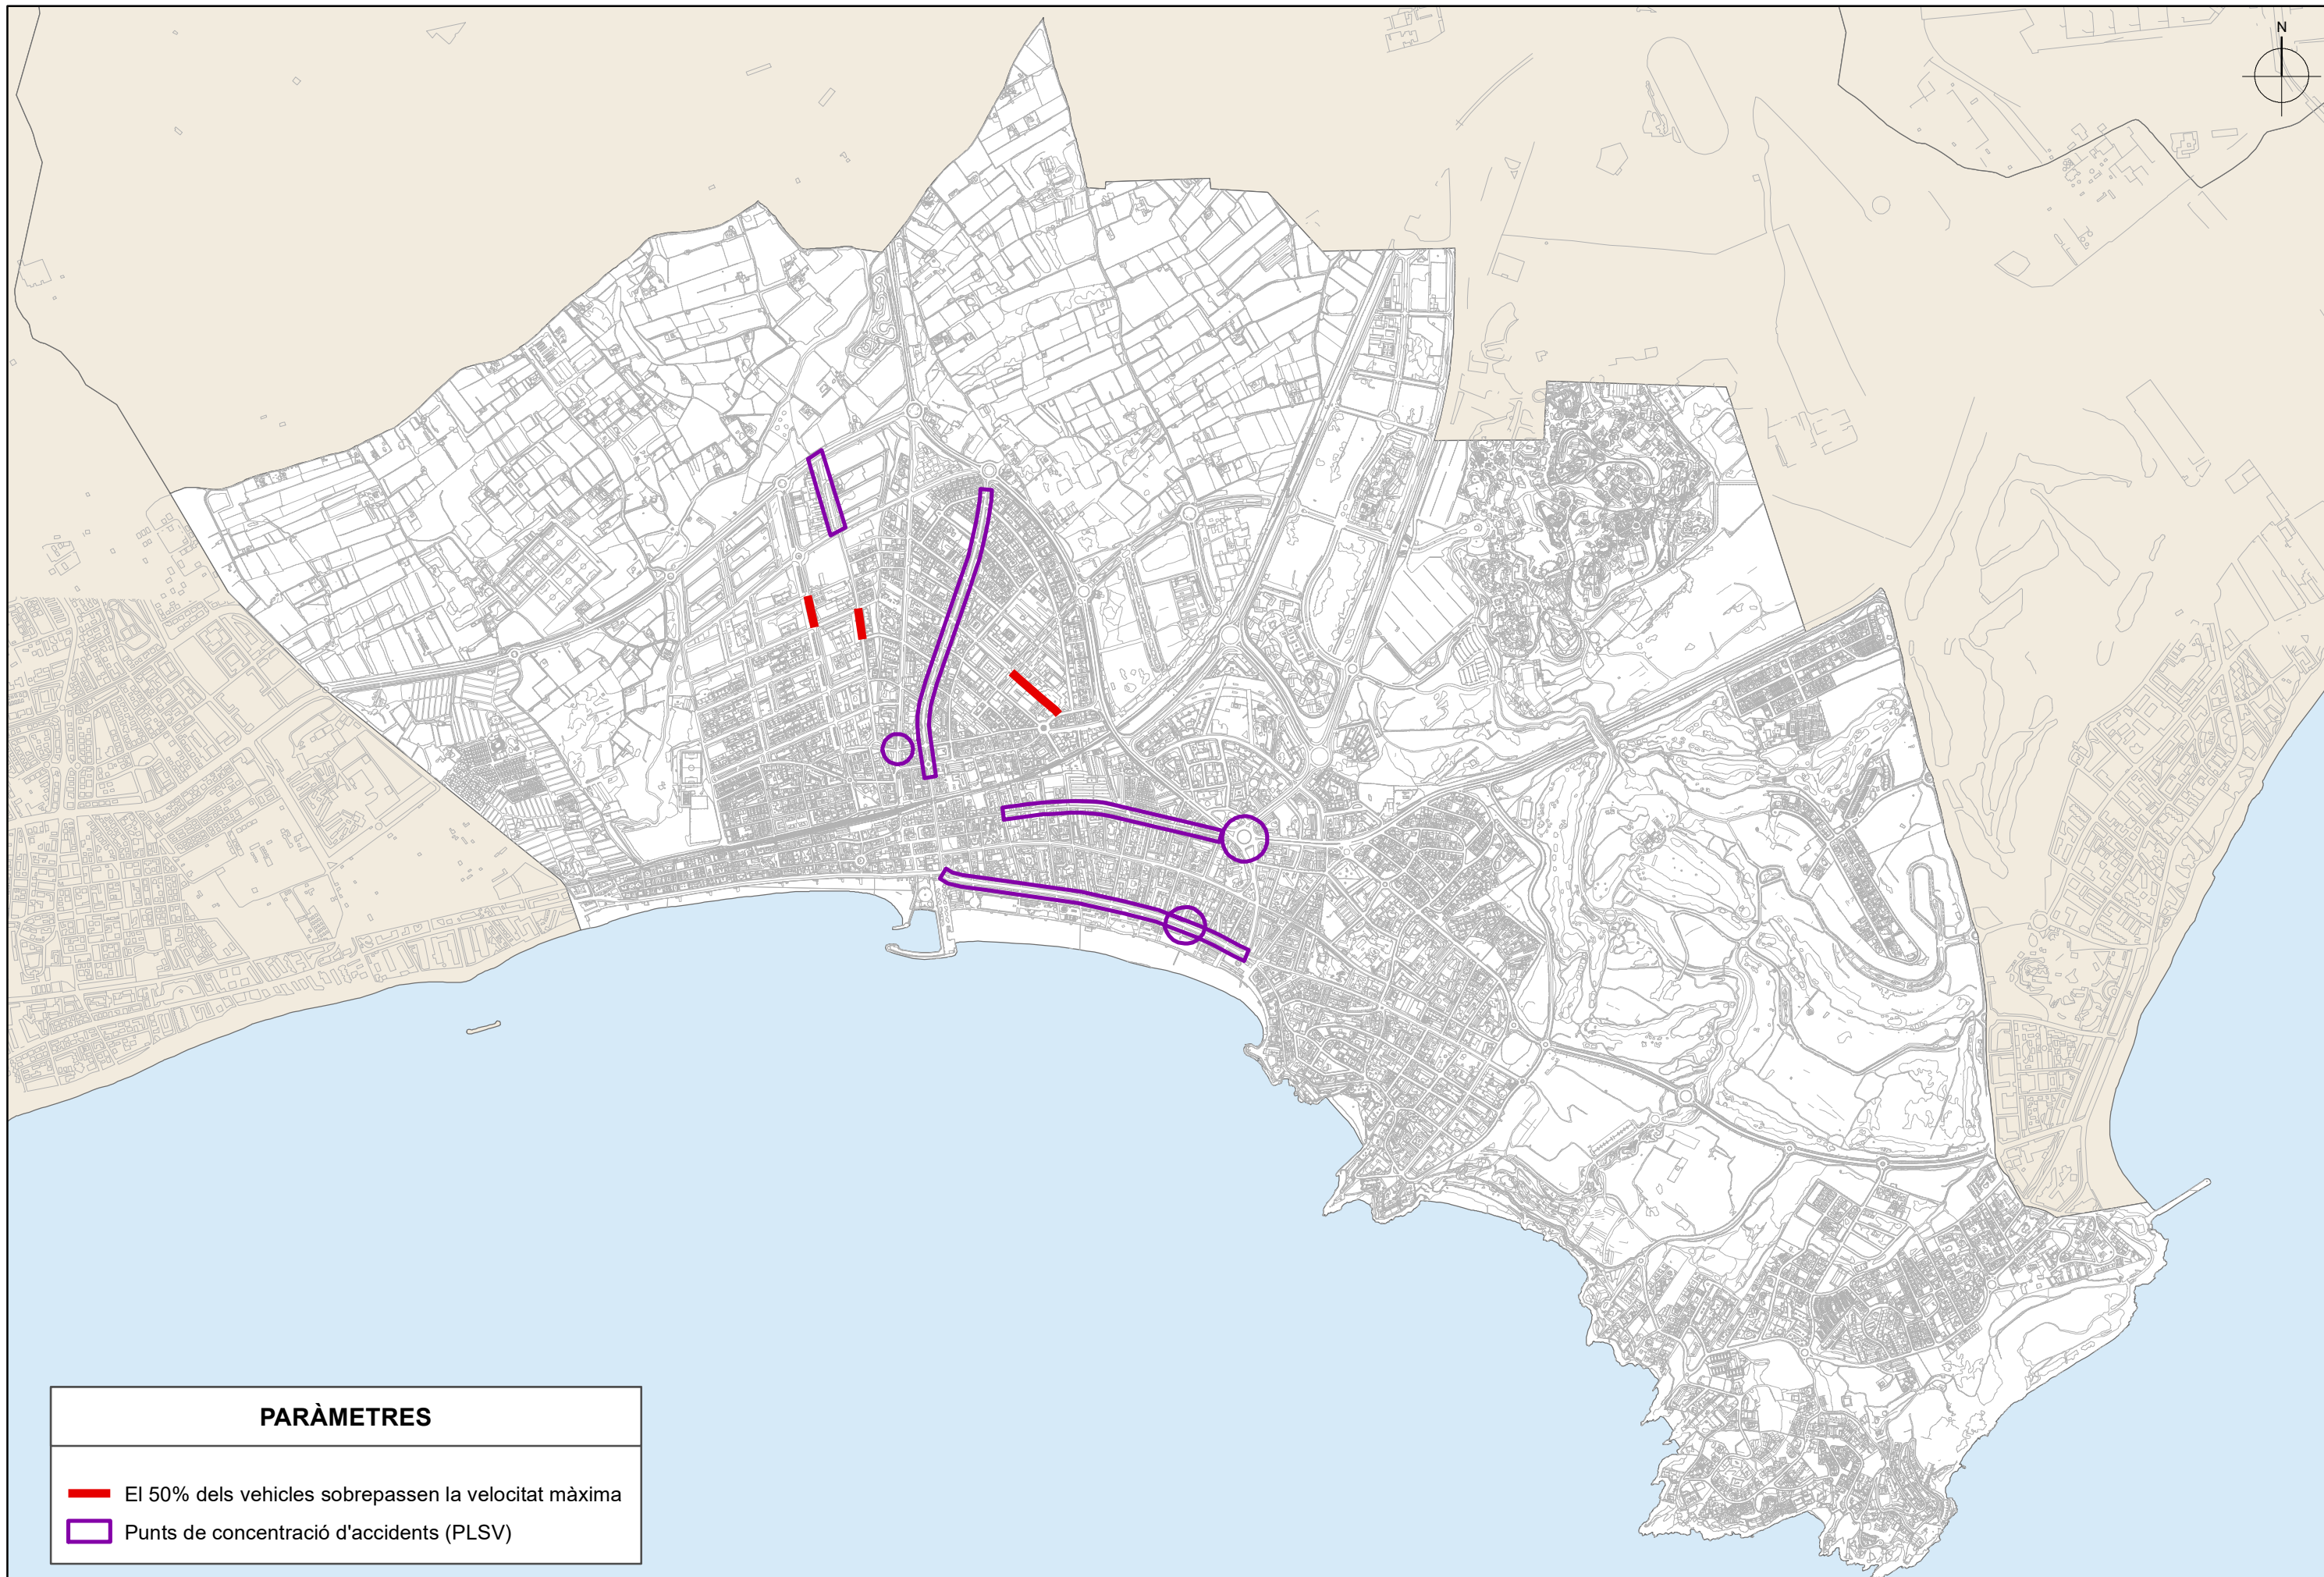 N
PARÀMETRES
El 50% dels vehicles sobrepassen la velocitat màxima
Punts de concentració d'accidents (PLSV)